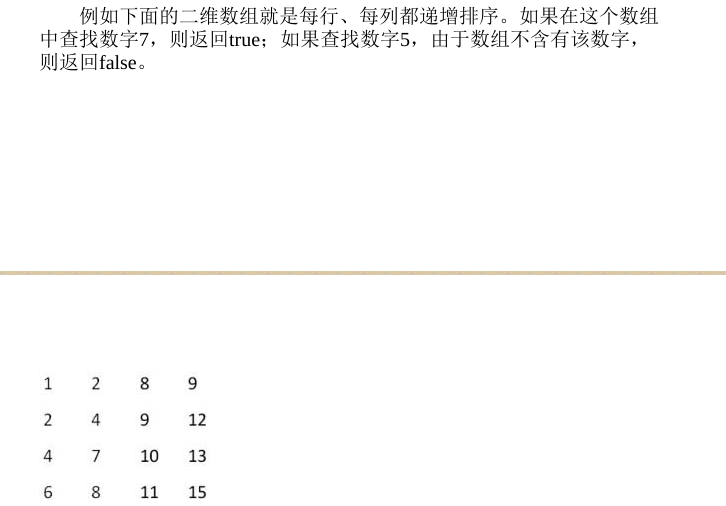 例如下面的二维数组就是每行、每列都递增排序。如果在这个数组
中查找数字7，则返回true；如果查找数字5，由于数组不含有该数字，
则返回false。
1 2 8 9
2 4 9 12
4 7 10 13
6 8 11 15